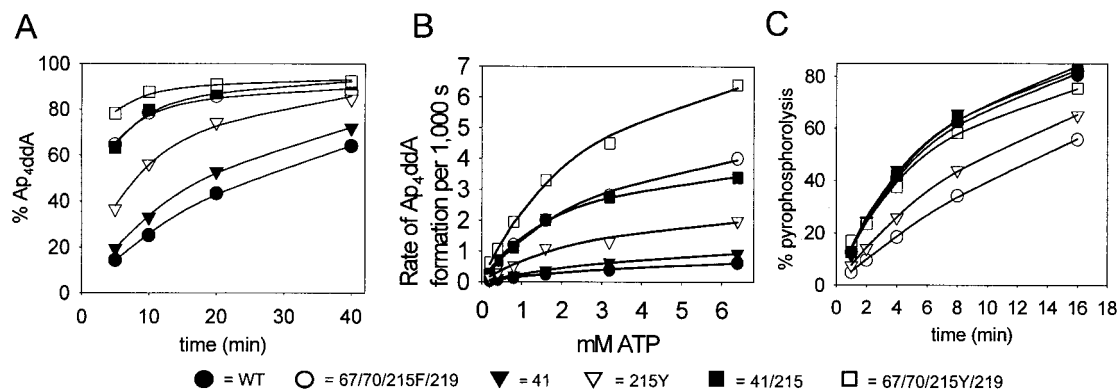 A
% Ap₄ddA
100
80
60
40
20
0
0 10 20 30 40
time (min)
B
Rate of Ap₄ddA
formation per 1,000 s
7
6
5
4
3
2
1
0
0 1 2 3 4 5 6
mM ATP
C
% pyrophosphorolysis
80
60
40
20
0
0 2 4 6 8 10 12 14 16 18
time (min)
= WT = 67/70/215F/219 = 41 = 215Y = 41/215 = 67/70/215Y/219